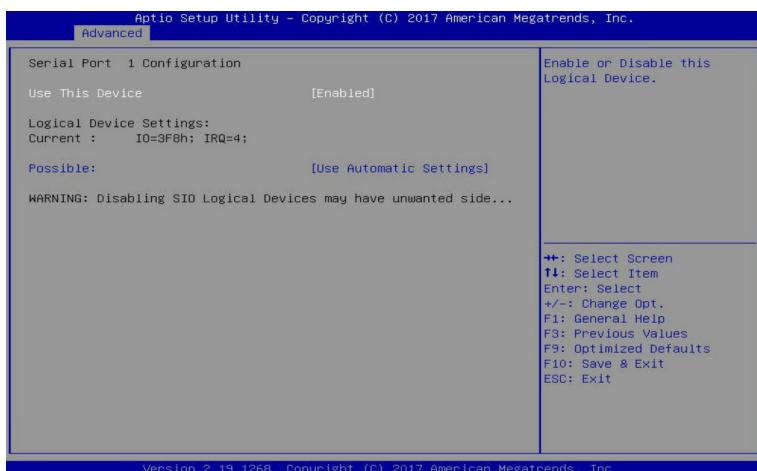 Aptio Setup Utility – Copyright (C) 2017 American Megatrends, Inc.
Advanced
Serial Port 1 Configuration
Use This Device [Enabled]
Logical Device Settings:
Current : IO=3F8h; IRQ=4;
Possible: [Use Automatic Settings]
WARNING: Disabling SIO Logical Devices may have unwanted side...
Enable or Disable this
Logical Device.
→←: Select Screen
↑↓: Select Item
Enter: Select
+/-: Change Opt.
F1: General Help
F3: Previous Values
F9: Optimized Defaults
F10: Save & Exit
ESC: Exit
Version 2.19.1268. Copyright (C) 2017 American Megatrends, Inc.